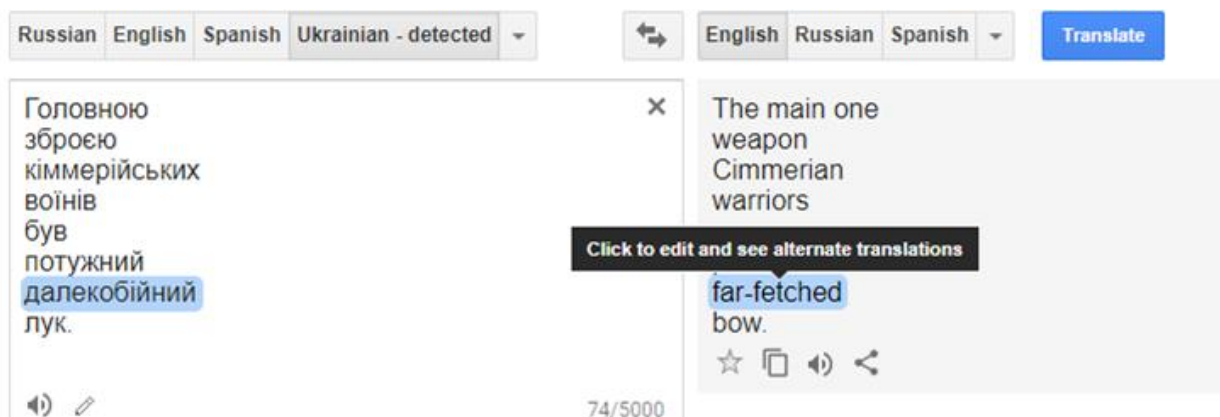 Russian English Spanish Ukrainian - detected
English Russian Spanish Translate
Головною
зброєю
кіммерійських
воїнів
був
потужний
далекобійний
лук.
74/5000
The main one
weapon
Cimmerian
warriors
Click to edit and see alternate translations
far-fetched
bow.